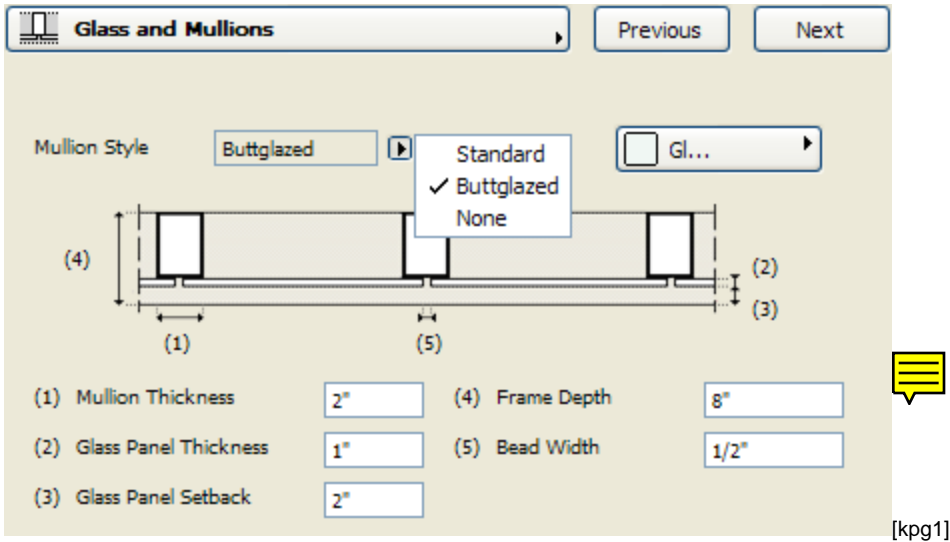 Glass and Mullions Previous Next
Mullion Style Buttglazed Standard Gl...
Buttglazed
None
(4)
(2)
(3)
(1) (5)
(1) Mullion Thickness 2" (4) Frame Depth 8"
(2) Glass Panel Thickness 1" (5) Bead Width 1/2"
(3) Glass Panel Setback 2"
[kpg1]